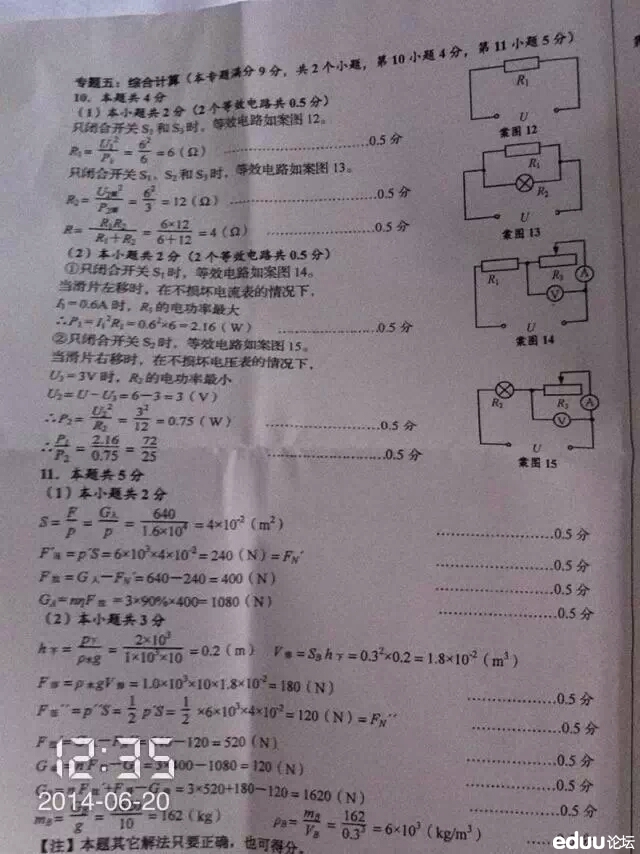 专题五：综合计算（本专题满分9分，共2个小题，第10小题4分，第11小题5分）
10．本题共4分
（1）本小题共2分（2个等效电路共0.5分）
只闭合开关S₁和S₃时，等效电路如案图12。
R₁=U₁²/P₁=6²/6=6(Ω) 0.5分
只闭合开关S₁、S₂和S₃时，等效电路如案图13。
R₂=U₂额²/P₂额=6²/3=12(Ω) 0.5分
R=R₁R₂/R₁+R₂=6×12/6+12=4(Ω) 0.5分
（2）本小题共2分（2个等效电路共0.5分）
①只闭合开关S₁时，等效电路如案图14。
当滑片左移时，在不损坏电流表的情况下，
I₁=0.6A时，R₁的电功率最大
∴P₁=I₁²R₁=0.6²×6=2.16（W） 0.5分
②只闭合开关S₂时，等效电路如案图15。
当滑片右移时，在不损坏电压表的情况下，
U₃=3V时，R₂的电功率最小
U₂=U－U₃=6－3=3（V）
∴P₂=U₂²/R₂=3²/12=0.75（W） 0.5分
∴P₁/P₂=2.16/0.75=72/25 0.5分
R₁
U
案图12
R₁
R₂
U
案图13
R₁
R₃
A
V
U
案图14
R₂
R₃
A
V
U
案图15
11．本题共5分
（1）本小题共2分
S=F/p=G人/p=640/1.6×10⁴=4×10⁻²（m²） 0.5分
F′压=p′S=6×10³×4×10⁻²=240（N）=F_N′ 0.5分
F拉=G人－F_N′=640－240=400（N） 0.5分
G_A=nηF拉=3×90%×400=1080（N） 0.5分
（2）本小题共3分
h下=p下/ρ水g=2×10³/1×10³×10=0.2（m） V排=S_B h下=0.3²×0.2=1.8×10⁻²（m³）
F浮=ρ水gV排=1.0×10³×10×1.8×10⁻²=180（N） 0.5分
F压″=p″S=1/2 p′S=1/2×6×10³×4×10⁻²=120（N）=F_N″ 0.5分
－120=520（N） 0.5分
400－1080=120（N） 0.5分
=3×520+180－120=1620（N） 0.5分
m_B= /g= /10=162（kg） ρ_B=m_B/V_B=162/0.3³=6×10³（kg/m³） 0.5分
【注】本题其它解法只要正确，也可得分。
12:35
2014-06-20
eduu论坛